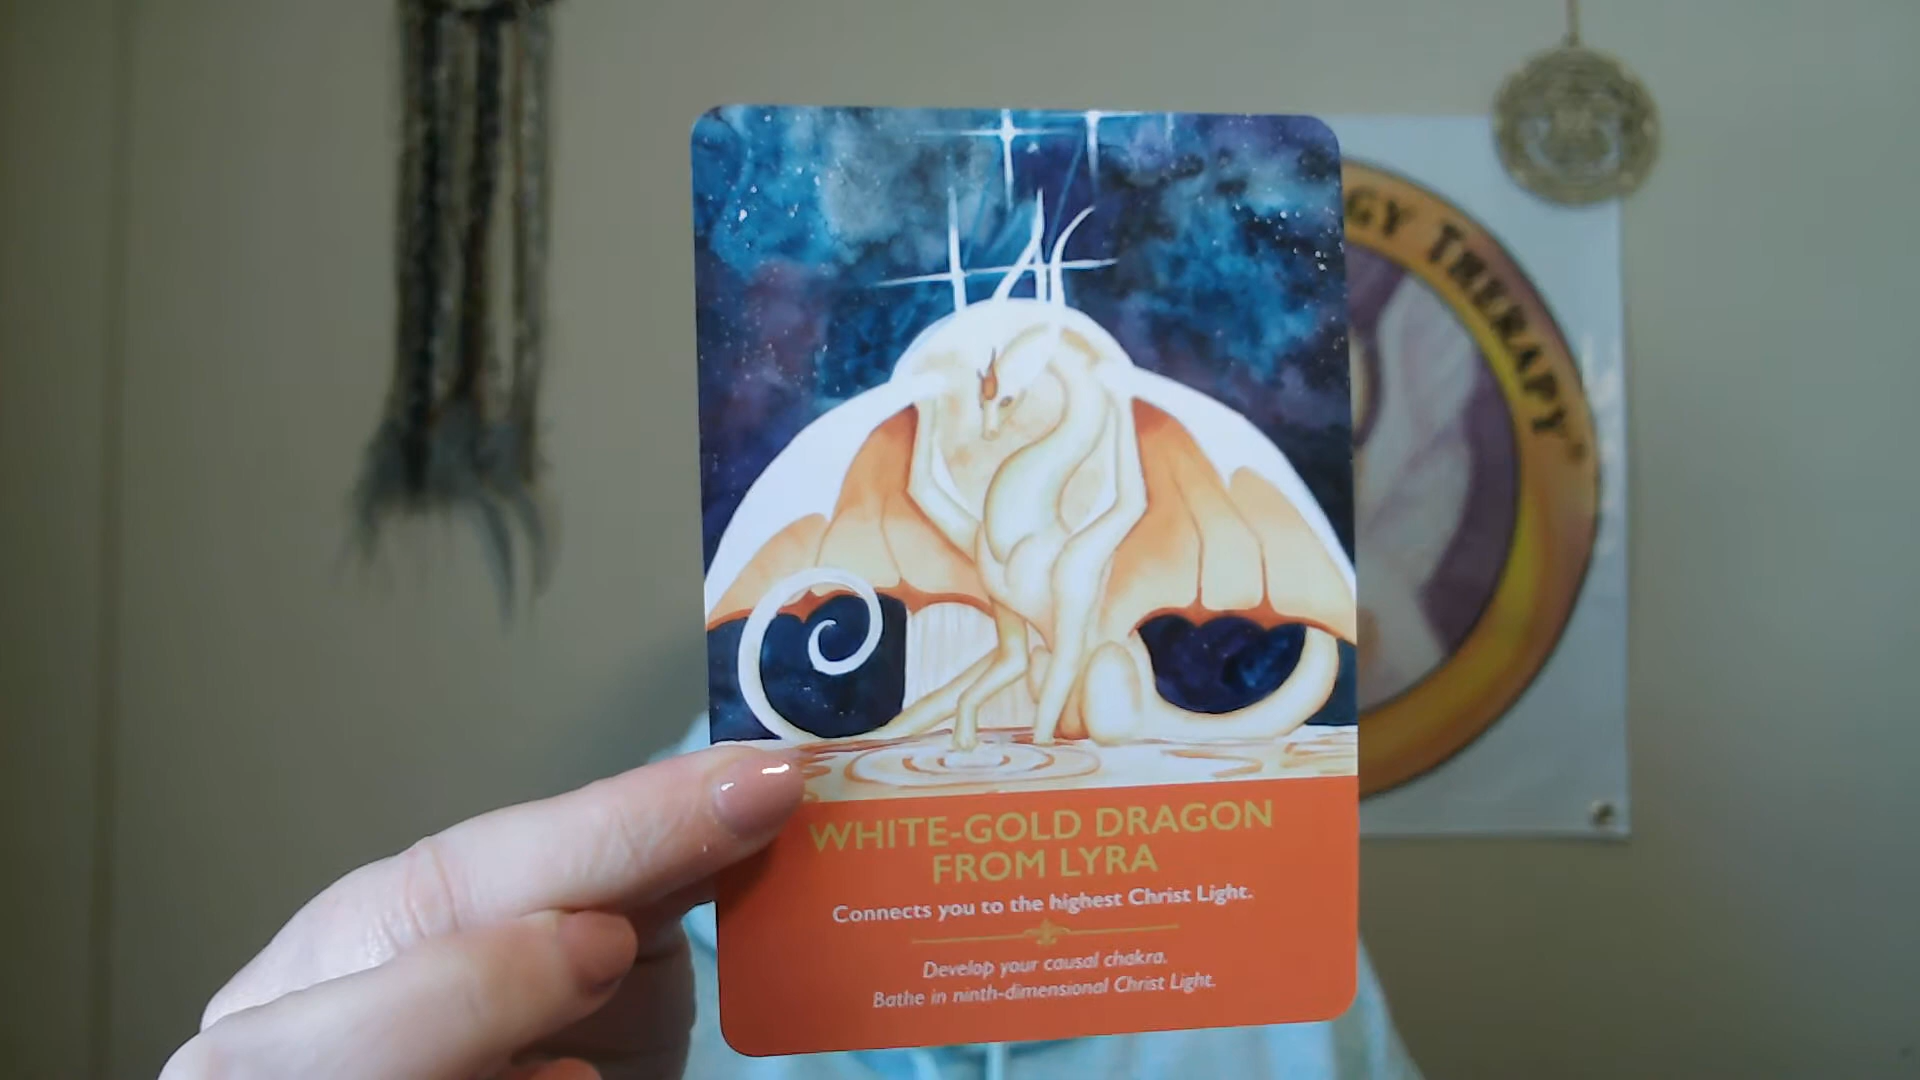 GY THERAPY®
WHITE-GOLD DRAGON
FROM LYRA
Connects you to the highest Christ Light.
Develop your causal chakra.
Bathe in ninth-dimensional Christ Light.